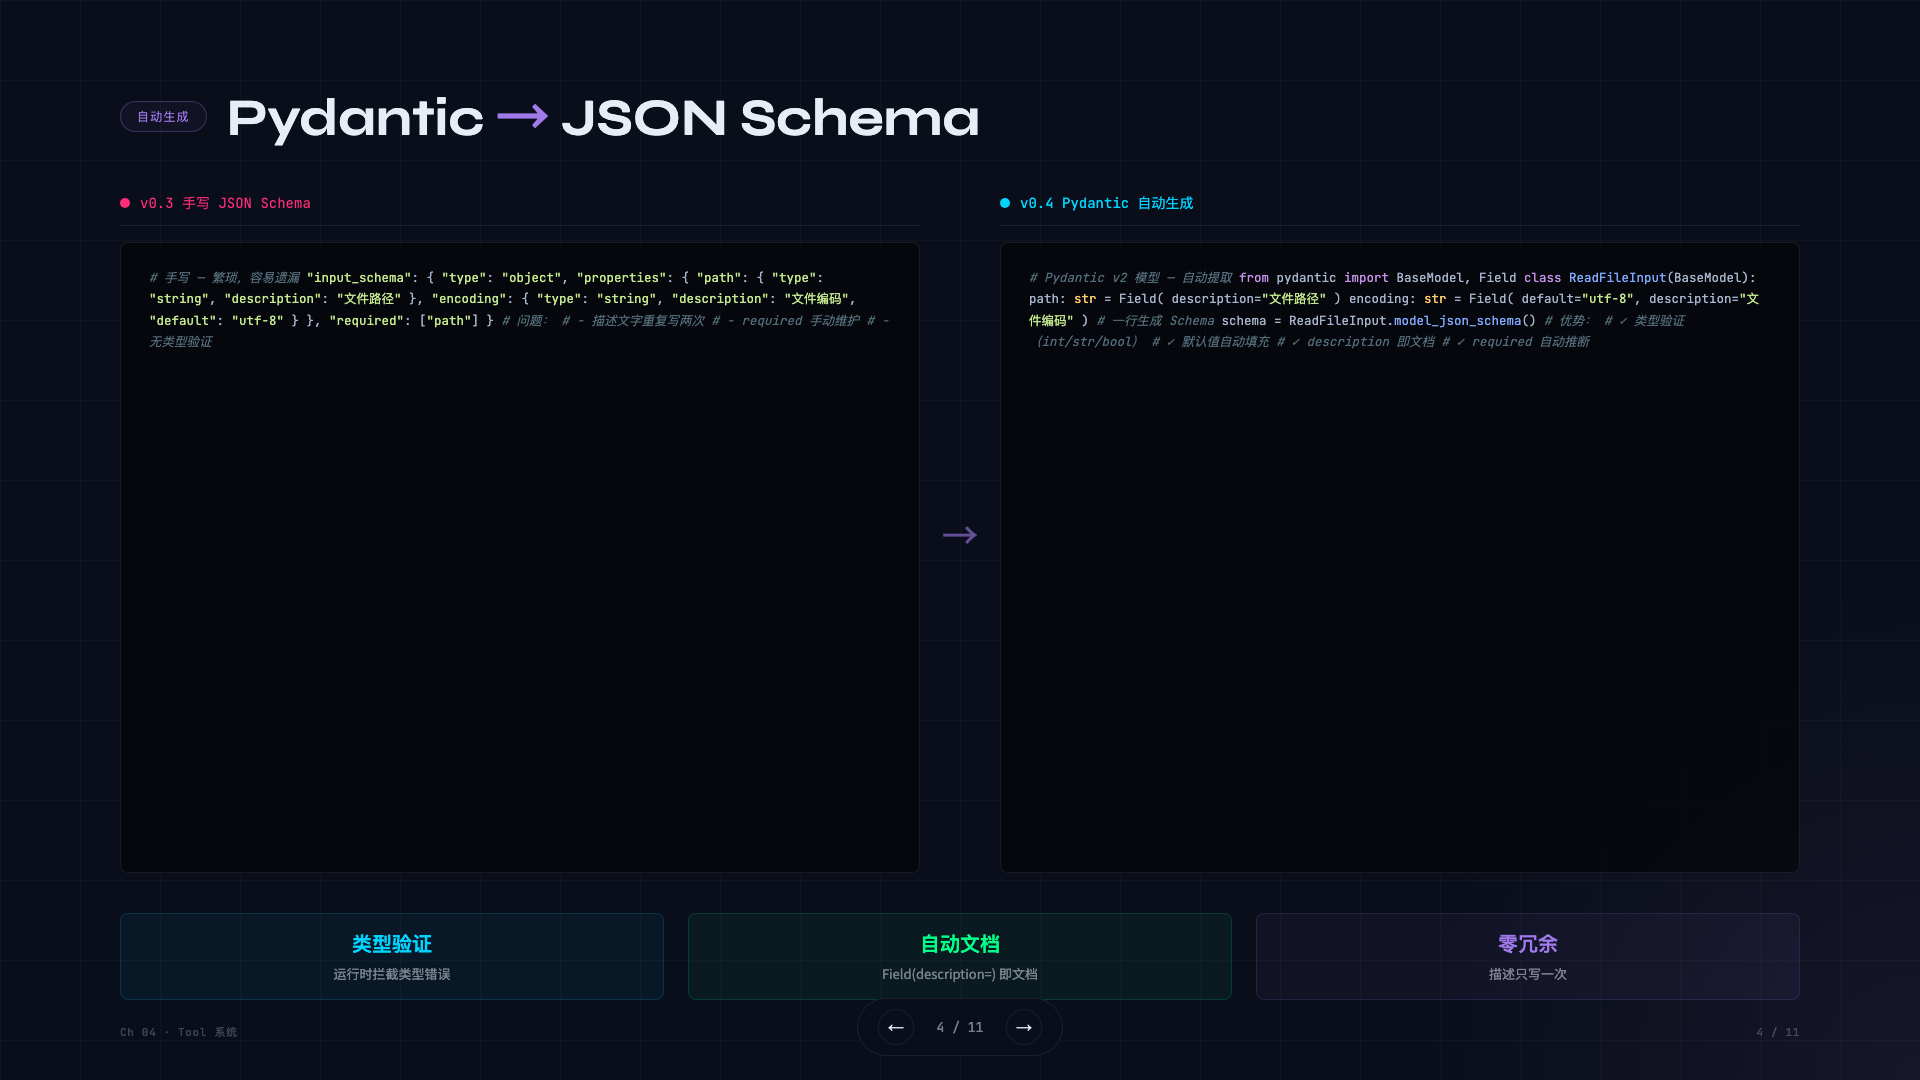 自动生成
Pydantic → JSON Schema
v0.3 手写 JSON Schema
# 手写 — 繁琐，容易遗漏 "input_schema": { "type": "object", "properties": { "path": { "type":
"string", "description": "文件路径" }, "encoding": { "type": "string", "description": "文件编码",
"default": "utf-8" } }, "required": ["path"] } # 问题： # - 描述文字重复写两次 # - required 手动维护 # -
无类型验证
→
v0.4 Pydantic 自动生成
# Pydantic v2 模型 — 自动提取 from pydantic import BaseModel, Field class ReadFileInput(BaseModel):
path: str = Field( description="文件路径" ) encoding: str = Field( default="utf-8", description="文
件编码" ) # 一行生成 Schema schema = ReadFileInput.model_json_schema() # 优势： # ✓ 类型验证
（int/str/bool） # ✓ 默认值自动填充 # ✓ description 即文档 # ✓ required 自动推断
类型验证
运行时拦截类型错误
自动文档
Field(description=) 即文档
零冗余
描述只写一次
Ch 04 · Tool 系统
← 4 / 11 →
4 / 11